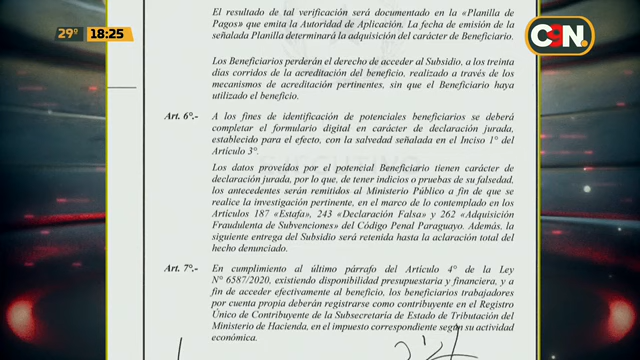 29º 18:25
C9N.
El resultado de tal verificación será documentado en la «Planilla de
Pagos» que emita la Autoridad de Aplicación. La fecha de emisión de la
señalada Planilla determinará la adquisición del carácter de Beneficiario.
Los Beneficiarios perderán el derecho de acceder al Subsidio, a los treinta
días corridos de la acreditación del beneficio, realizado a través de los
mecanismos de acreditación pertinentes, sin que el Beneficiario haya
utilizado el beneficio.
Art. 6º.- A los fines de identificación de potenciales beneficiarios se deberá
completar el formulario digital en carácter de declaración jurada,
establecido para el efecto, con la salvedad señalada en el Inciso 1° del
Artículo 3°.
Los datos proveídos por el potencial Beneficiario tienen carácter de
declaración jurada, por lo que, de tener indicios o pruebas de su falsedad,
los antecedentes serán remitidos al Ministerio Público a fin de que se
realice la investigación pertinente, en el marco de lo contemplado en los
Artículos 187 «Estafa», 243 «Declaración Falsa» y 262 «Adquisición
Fraudulenta de Subvenciones» del Código Penal Paraguayo. Además, la
siguiente entrega del Subsidio será retenida hasta la aclaración total del
hecho denunciado.
Art. 7º.- En cumplimiento al último párrafo del Artículo 4° de la Ley
N° 6587/2020, existiendo disponibilidad presupuestaria y financiera, y a
fin de acceder efectivamente al beneficio, los beneficiarios trabajadores
por cuenta propia deberán registrarse como contribuyente en el Registro
Único de Contribuyente de la Subsecretaría de Estado de Tributación del
Ministerio de Hacienda, en el impuesto correspondiente según su actividad
económica.